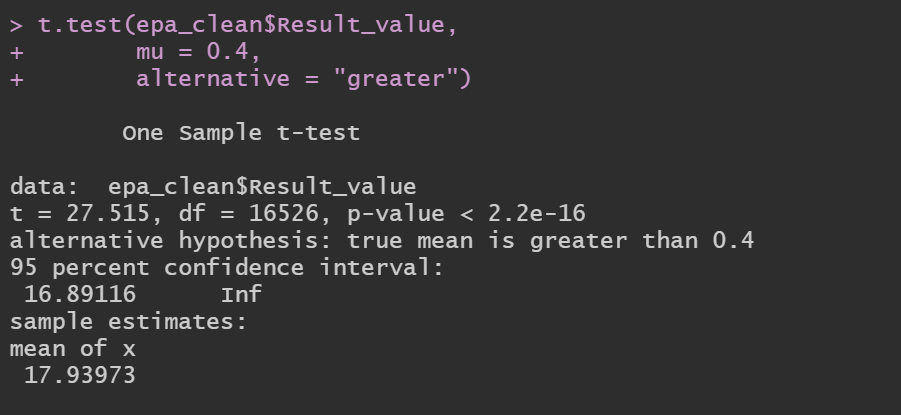 > t.test(epa_clean$Result_value,
+        mu = 0.4,
+        alternative = "greater")
        One Sample t-test
data:  epa_clean$Result_value
t = 27.515, df = 16526, p-value < 2.2e-16
alternative hypothesis: true mean is greater than 0.4
95 percent confidence interval:
 16.89116      Inf
sample estimates:
mean of x
 17.93973